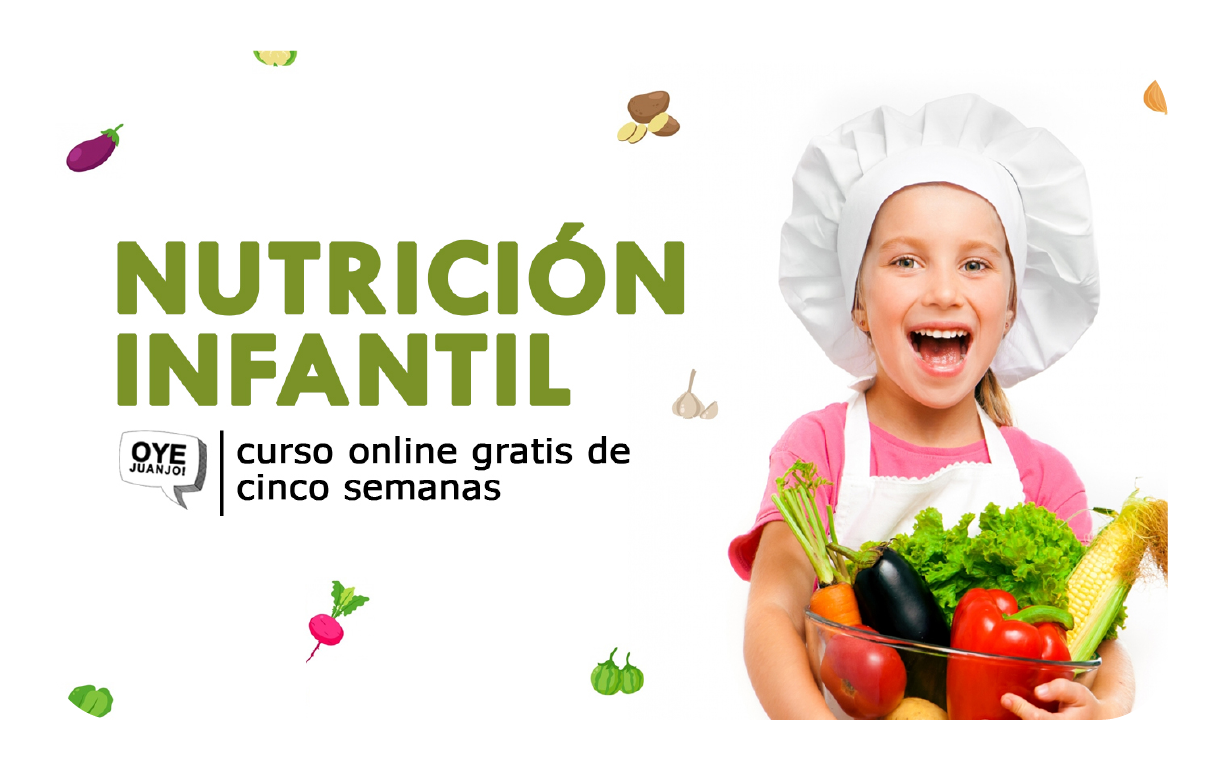 NUTRICIÓN
INFANTIL
OYE
JUANJO!
curso online gratis de
cinco semanas